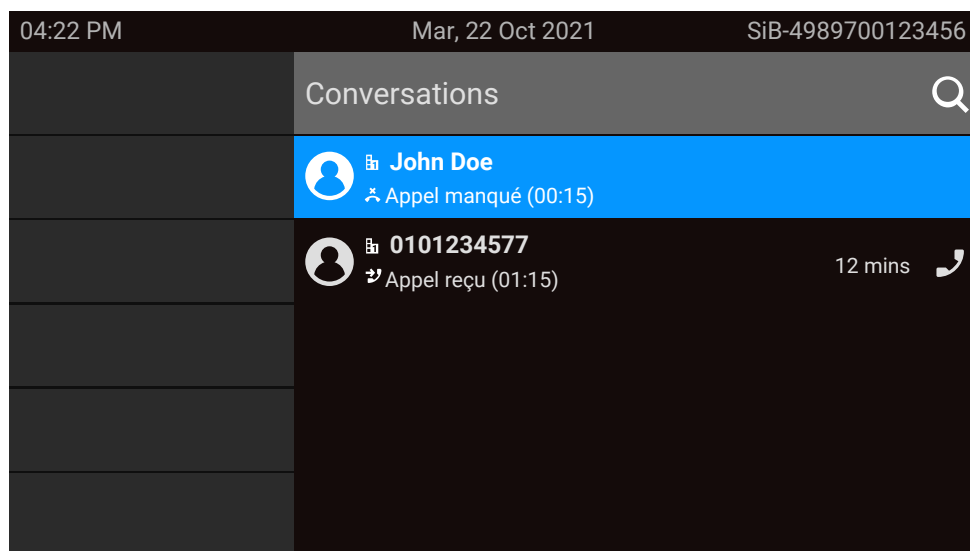 04:22 PM Mar, 22 Oct 2021 SiB-4989700123456
Conversations
John Doe
Appel manqué (00:15)
0101234577
Appel reçu (01:15)
12 mins